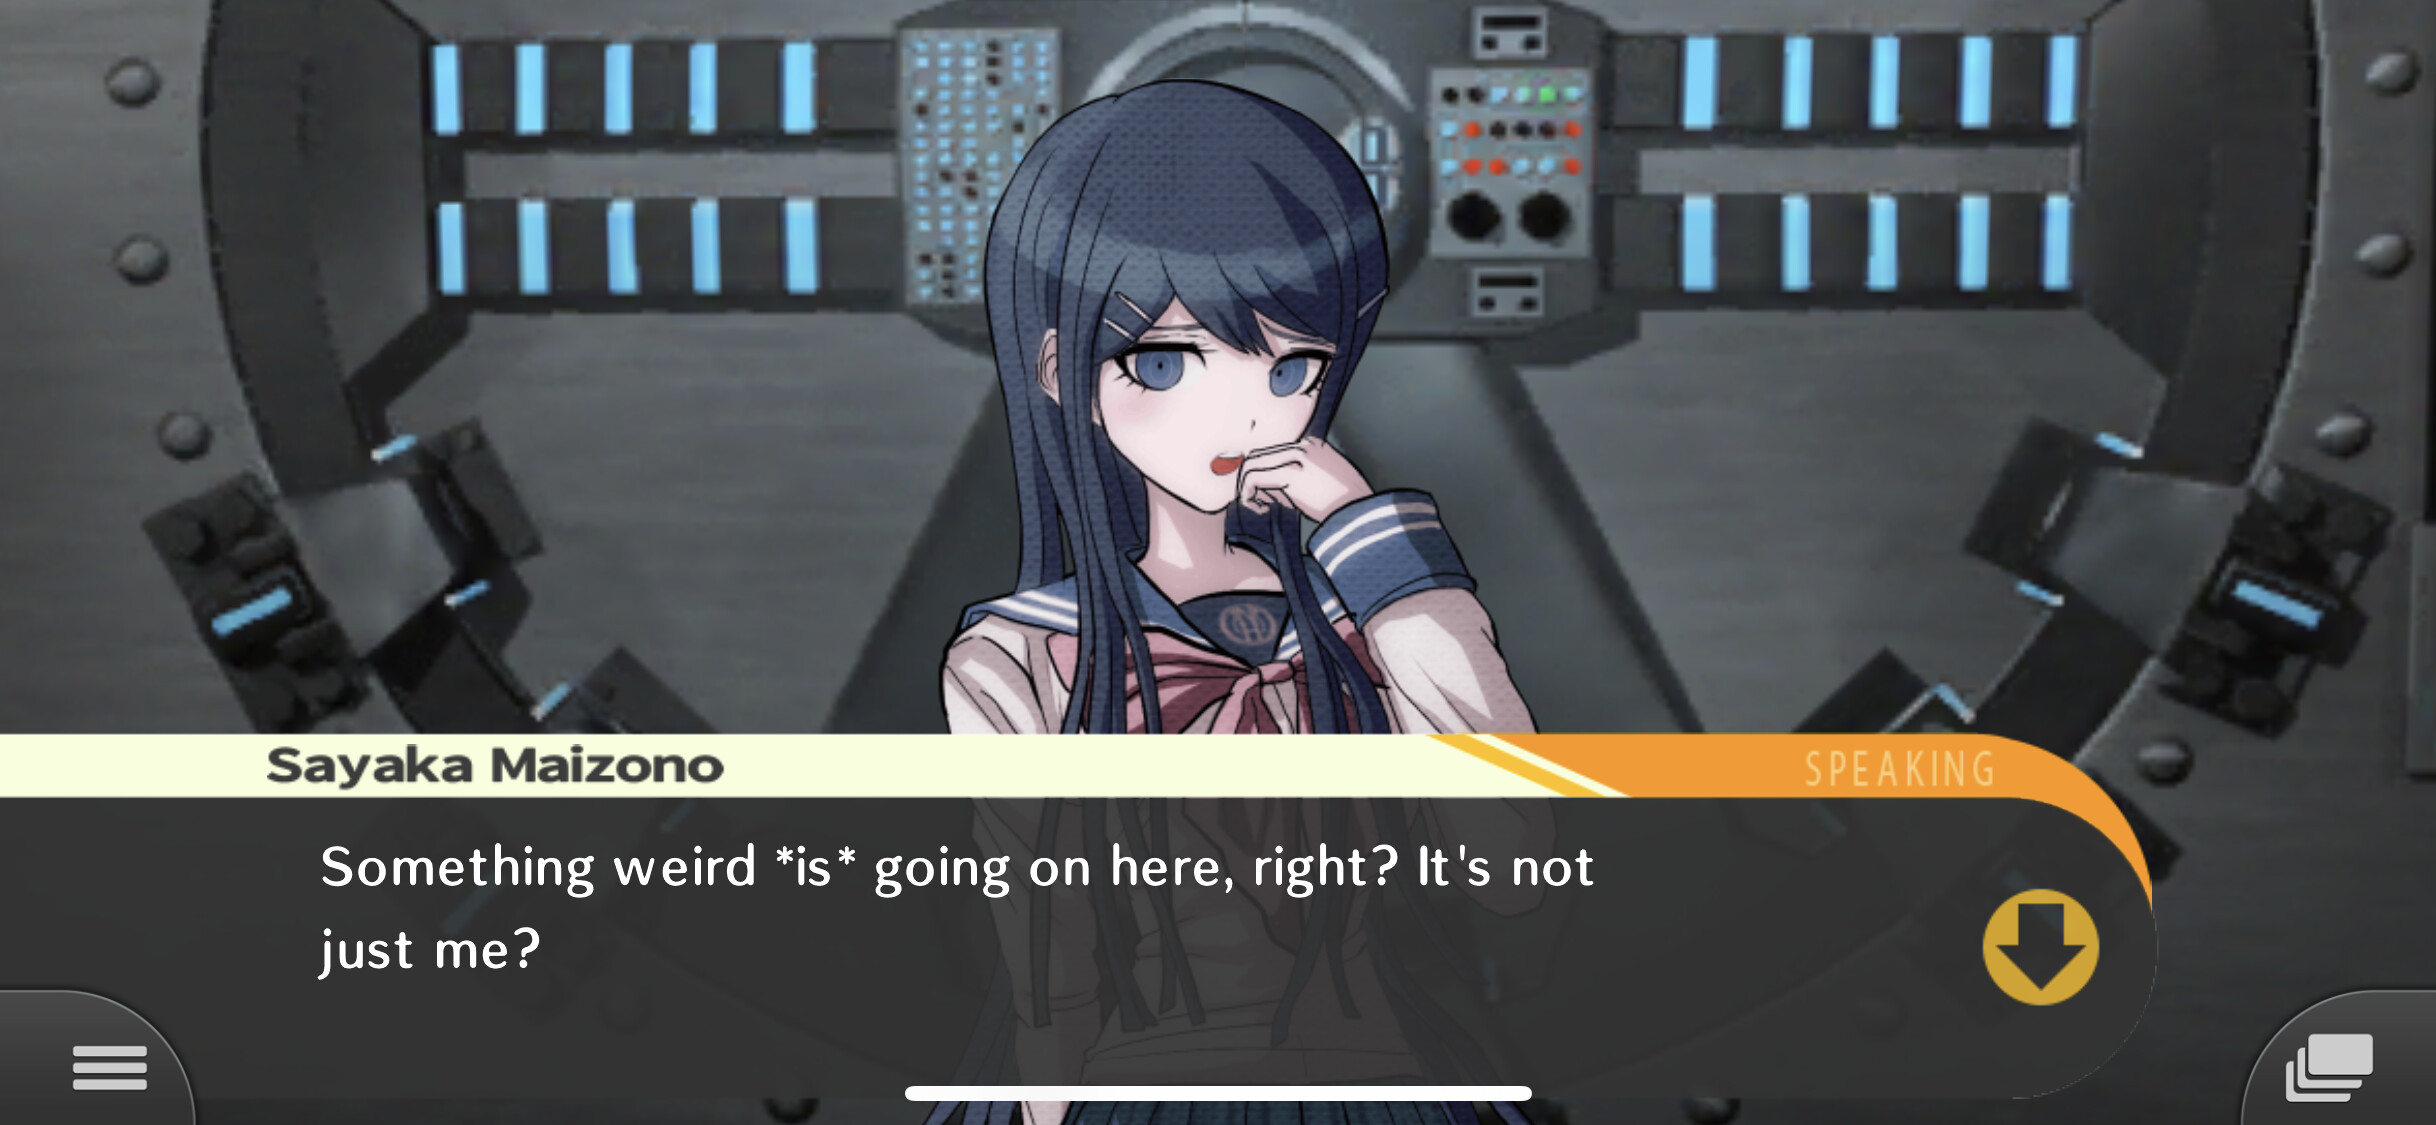 Sayaka Maizono
SPEAKING
Something weird *is* going on here, right? It's not
just me?